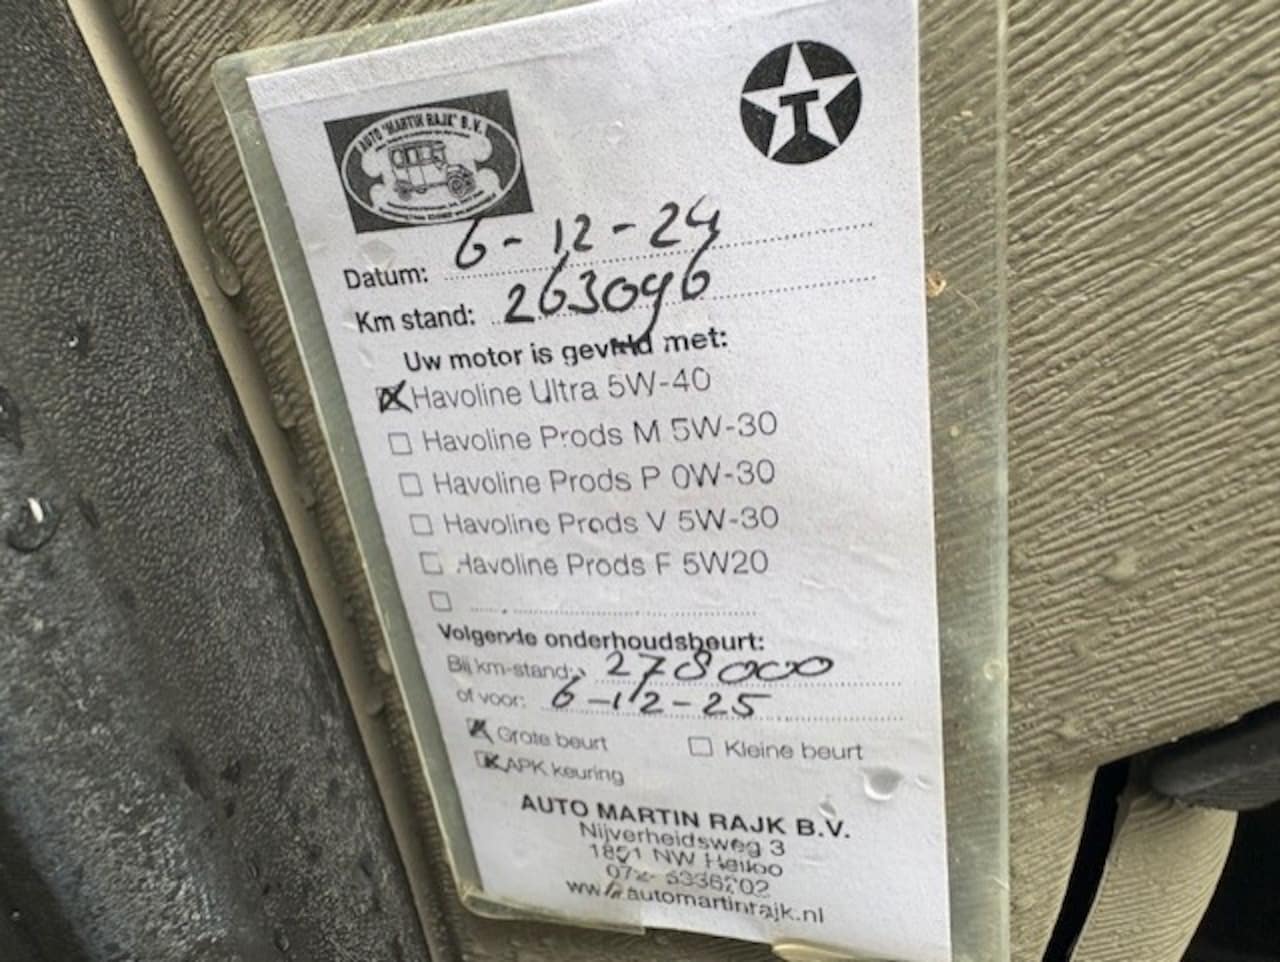 AUTO "MARTIN RAJK" B.V.
T
Datum: 6-12-24
Km stand: 263096
Uw motor is gevuld met:
Havoline Ultra 5W-40
Havoline Prods M 5W-30
Havoline Prods P 0W-30
Havoline Prods V 5W-30
Havoline Prods F 5W20
Volgende onderhoudsbeurt:
Bij km-stand: 278000
of voor: 6-12-25
Grote beurt Kleine beurt
APK keuring
AUTO MARTIN RAJK B.V.
Nijverheidsweg 3
1851 NW Heiloo
072-5336202
www.automartinrajk.nl